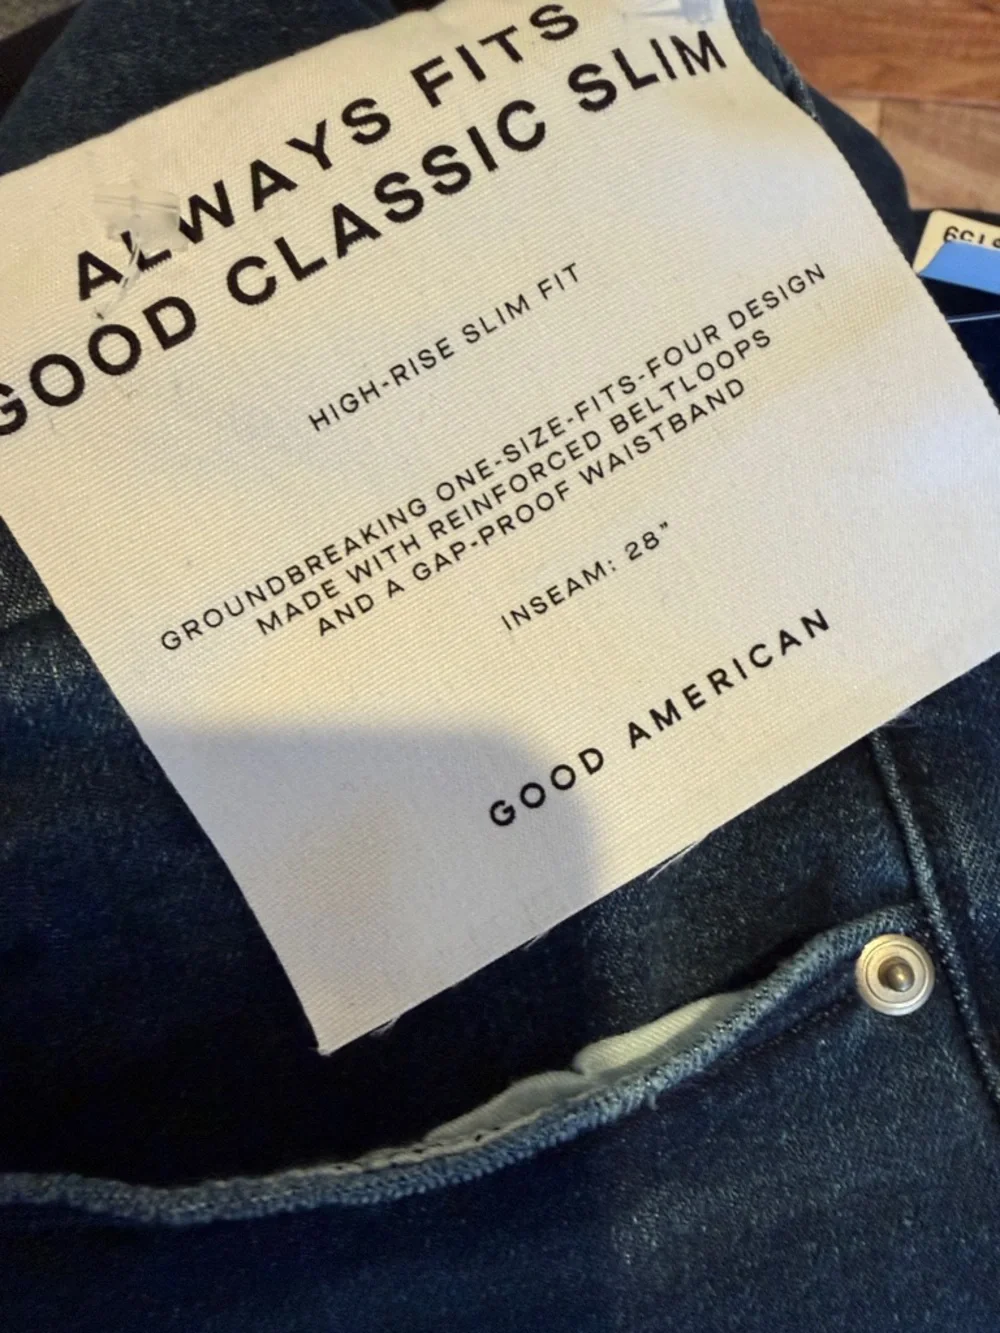 ALWAYS FITS
GOOD CLASSIC SLIM
HIGH-RISE SLIM FIT
GROUNDBREAKING ONE-SIZE-FITS-FOUR DESIGN
MADE WITH REINFORCED BELTLOOPS
AND A GAP-PROOF WAISTBAND
INSEAM: 28"
GOOD AMERICAN